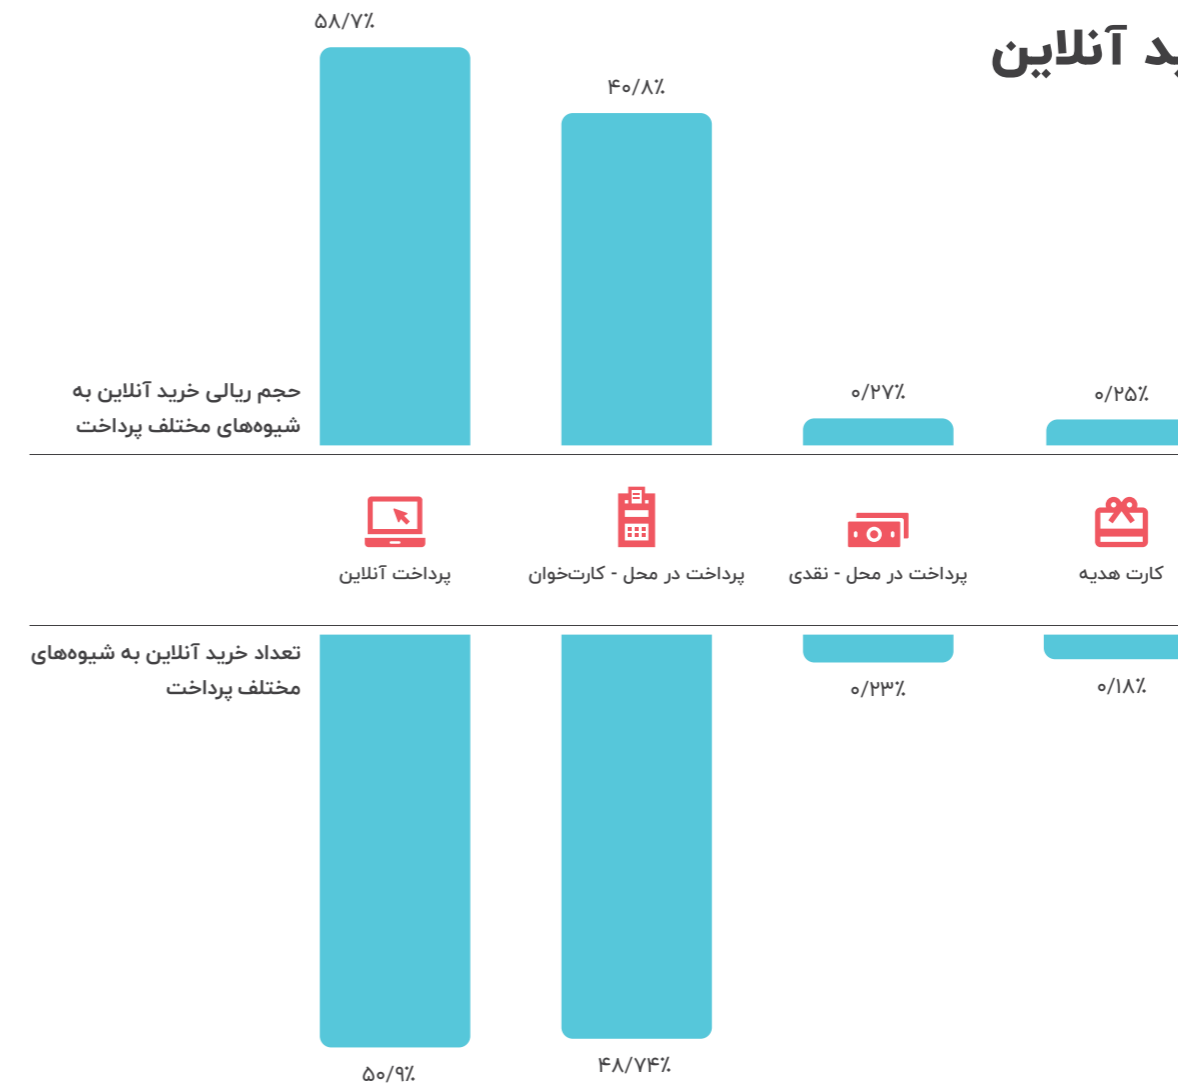 آنلاین
۵۸/۷٪
۴۰/۸٪
۰/۲۷٪
۰/۲۵٪
حجم ریالی خرید آنلاین به
شیوه‌های مختلف پرداخت
پرداخت آنلاین
پرداخت در محل - کارت‌خوان
پرداخت در محل - نقدی
کارت هدیه
تعداد خرید آنلاین به شیوه‌های
مختلف پرداخت
۵۰/۹٪
۴۸/۷۴٪
۰/۲۳٪
۰/۱۸٪